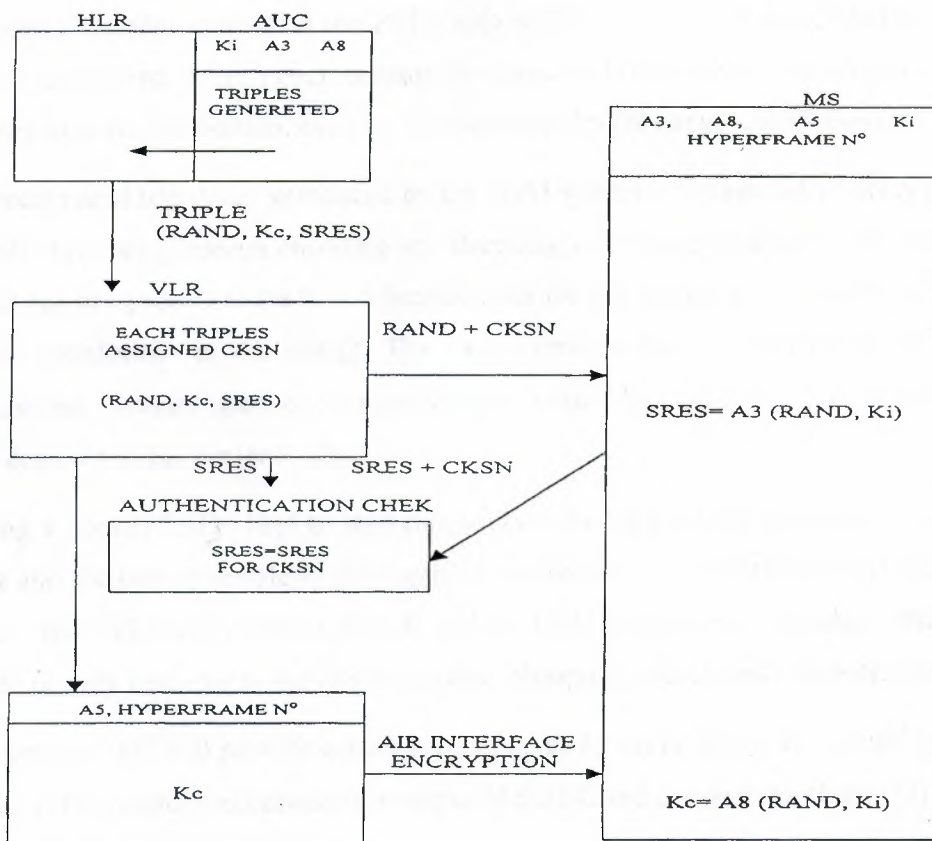 HLR AUC
Ki A3 A8
TRIPLES
GENERETED
MS
A3, A8, A5 Ki
HYPERFRAME N°
TRIPLE
(RAND, Kc, SRES)
VLR
EACH TRIPLES
ASSIGNED CKSN
(RAND, Kc, SRES)
RAND + CKSN
SRES= A3 (RAND, Ki)
SRES SRES + CKSN
AUTHENTICATION CHEK
SRES=SRES
FOR CKSN
A5, HYPERFRAME N°
Kc
AIR INTERFACE
ENCRYPTION
Kc= A8 (RAND, Ki)